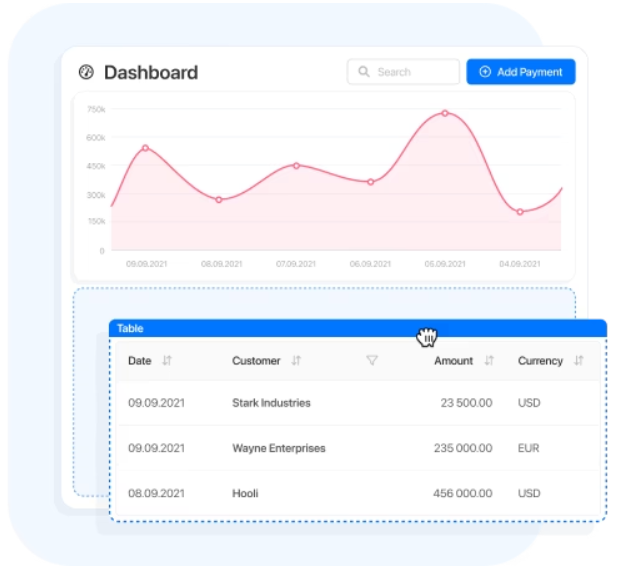 Dashboard
Search
Add Payment
750k
600k
450k
300k
150k
0
09.09.2021 08.09.2021 07.09.2021 06.09.2021 05.09.2021 04.09.2021
Table
Date Customer Amount Currency
09.09.2021 Stark Industries 23 500.00 USD
09.09.2021 Wayne Enterprises 235 000.00 EUR
08.09.2021 Hooli 456 000.00 USD